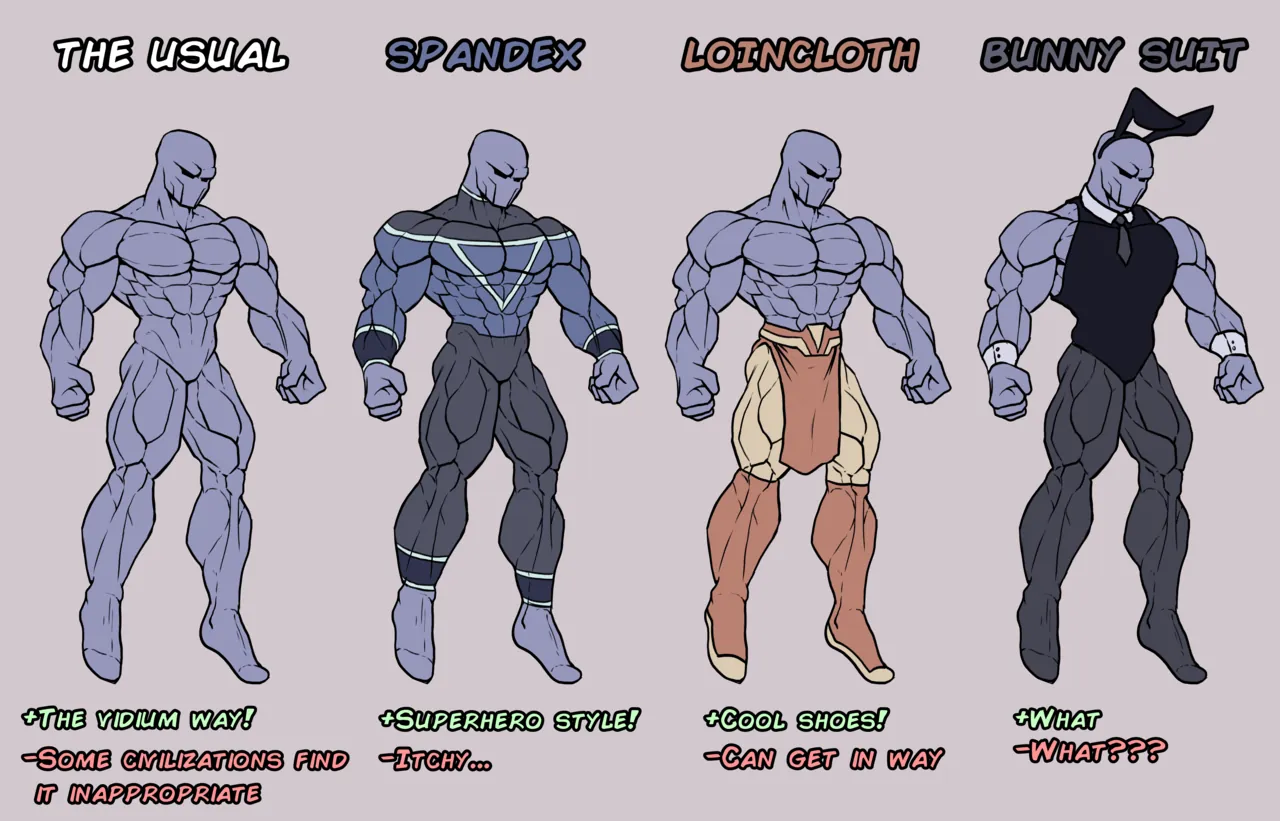 THE USUAL
SPANDEX
LOINCLOTH
BUNNY SUIT
+THE VIDIUM WAY!
-SOME CIVILIZATIONS FIND
IT INAPPROPRIATE
+SUPERHERO STYLE!
-ITCHY...
+COOL SHOES!
-CAN GET IN WAY
+WHAT
-WHAT???